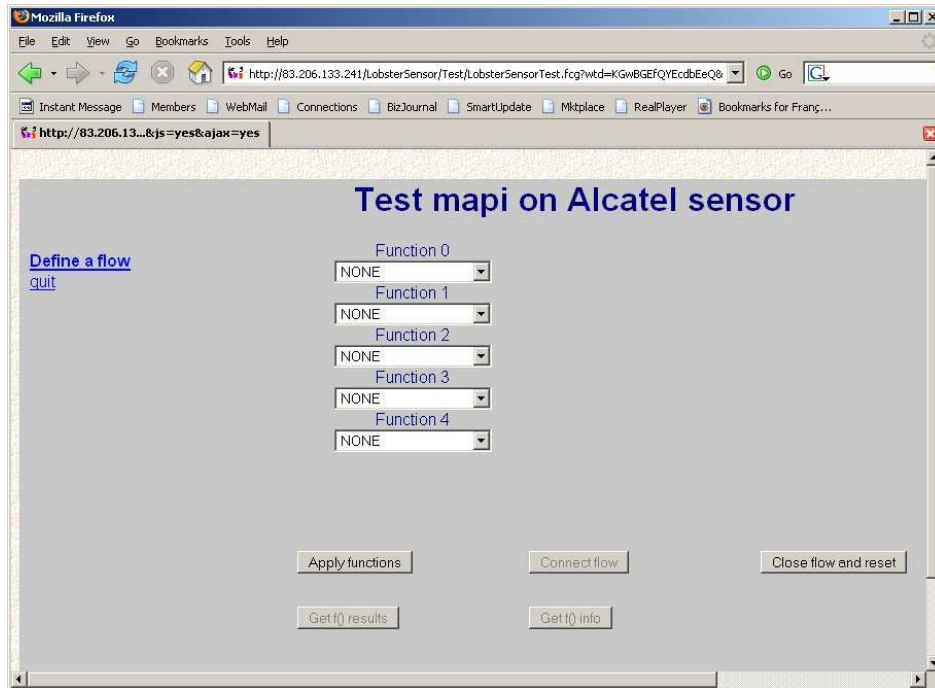 Mozilla Firefox
File Edit View Go Bookmarks Tools Help
http://83.206.133.241/LobsterSensor/Test/LobsterSensorTest.fcg?wtd=KGwBGEfQYEcdbEeQ8 Go G
Instant Message Members WebMail Connections BizJournal SmartUpdate Mktplace RealPlayer Bookmarks for Franç...
http://83.206.13...&js=yes&ajax=yes
Test mapi on Alcatel sensor
Define a flow
quit
Function 0
NONE
Function 1
NONE
Function 2
NONE
Function 3
NONE
Function 4
NONE
Apply functions Connect flow Close flow and reset
Get f() results Get f() info